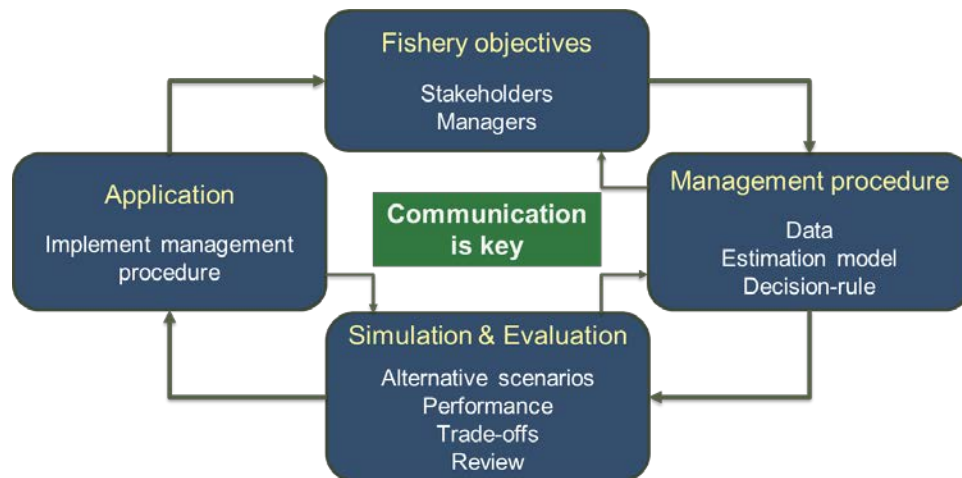 Fishery objectives
Stakeholders
Managers
Application
Implement management
procedure
Communication
is key
Management procedure
Data
Estimation model
Decision-rule
Simulation & Evaluation
Alternative scenarios
Performance
Trade-offs
Review